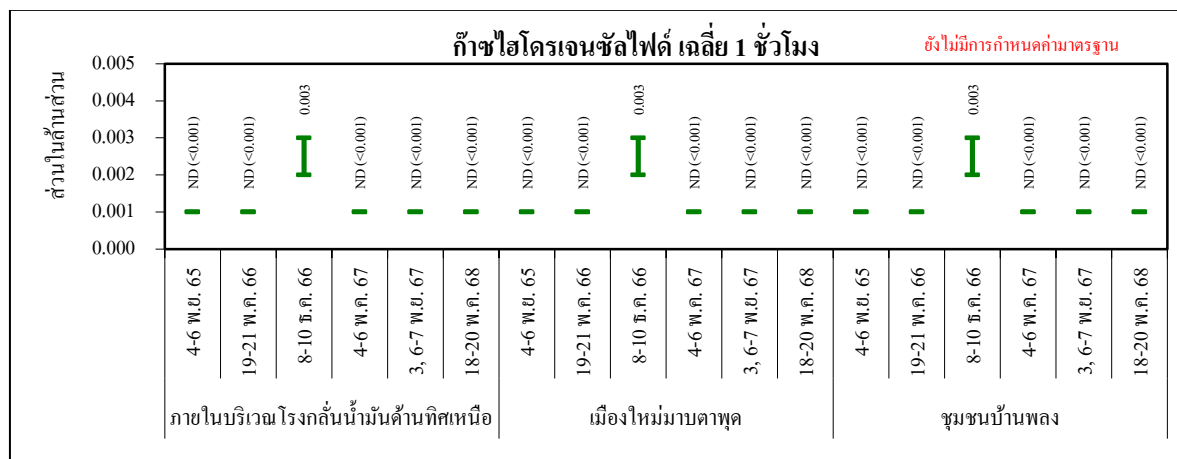 ก๊าซไฮโดรเจนซัลไฟด์ เฉลี่ย 1 ชั่วโมง
ยังไม่มีการกำหนดค่ามาตรฐาน
ส่วนในล้านส่วน
0.005
0.004
0.003
0.002
0.001
0.000
ND (<0.001)
ND (<0.001)
0.003
ND (<0.001)
ND (<0.001)
ND (<0.001)
ND (<0.001)
ND (<0.001)
0.003
ND (<0.001)
ND (<0.001)
ND (<0.001)
ND (<0.001)
ND (<0.001)
0.003
ND (<0.001)
ND (<0.001)
ND (<0.001)
4-6 พ.ย. 65
19-21 พ.ค. 66
8-10 ธ.ค. 66
4-6 พ.ค. 67
3, 6-7 พ.ย. 67
18-20 พ.ค. 68
4-6 พ.ย. 65
19-21 พ.ค. 66
8-10 ธ.ค. 66
4-6 พ.ค. 67
3, 6-7 พ.ย. 67
18-20 พ.ค. 68
4-6 พ.ย. 65
19-21 พ.ค. 66
8-10 ธ.ค. 66
4-6 พ.ค. 67
3, 6-7 พ.ย. 67
18-20 พ.ค. 68
ภายในบริเวณโรงกลั่นน้ำมันด้านทิศเหนือ
เมืองใหม่มาบตาพุด
ชุมชนบ้านพลง